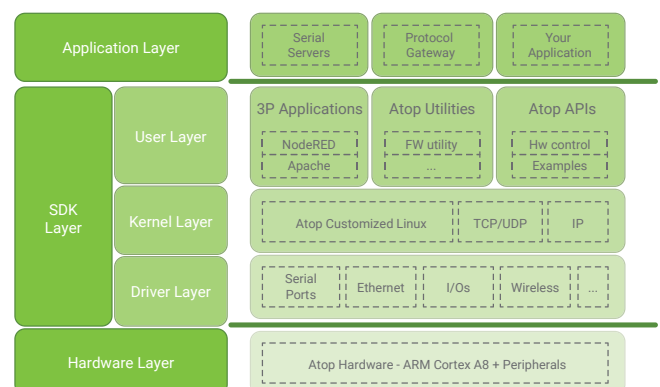 Application Layer
Serial
Servers
Protocol
Gateway
Your
Application
SDK
Layer
User Layer
3P Applications
NodeRED
Apache
Atop Utilities
FW utility
...
Atop APIs
Hw control
Examples
Kernel Layer
Atop Customized Linux
TCP/UDP
IP
Driver Layer
Serial
Ports
Ethernet
I/Os
Wireless
...
Hardware Layer
Atop Hardware - ARM Cortex A8 + Peripherals